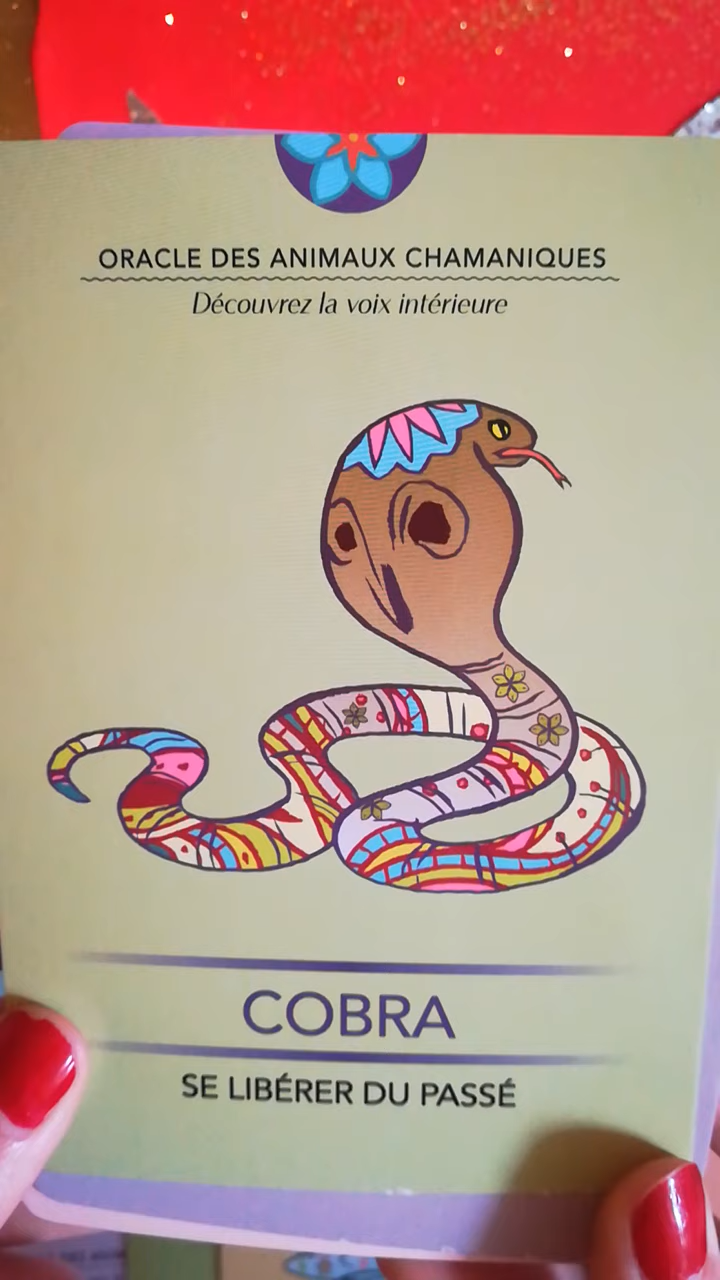 ORACLE DES ANIMAUX CHAMANIQUES
Découvrez la voix intérieure
COBRA
SE LIBÉRER DU PASSÉ